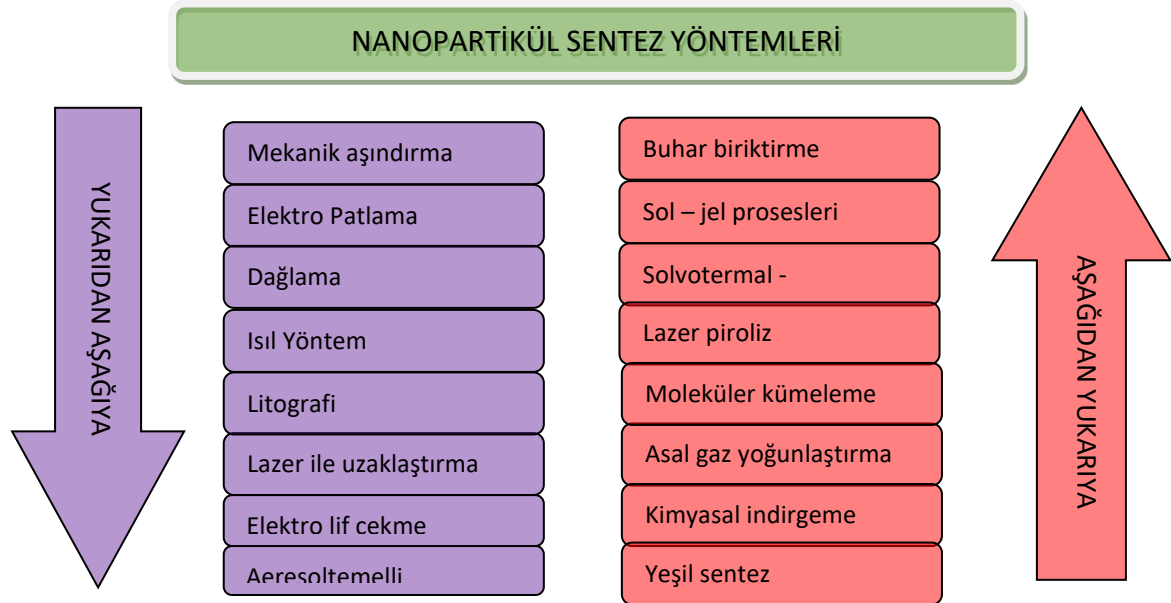 NANOPARTİKÜL SENTEZ YÖNTEMLERİ
YUKARIDAN AŞAĞIYA
Mekanik aşındırma
Elektro Patlama
Dağlama
Isıl Yöntem
Litografi
Lazer ile uzaklaştırma
Elektro lif cekme
Aeresoltemelli
Buhar biriktirme
Sol – jel prosesleri
Solvotermal -
Lazer piroliz
Moleküler kümeleme
Asal gaz yoğunlaştırma
Kimyasal indirgeme
Yeşil sentez
AŞAĞIDAN YUKARIYA